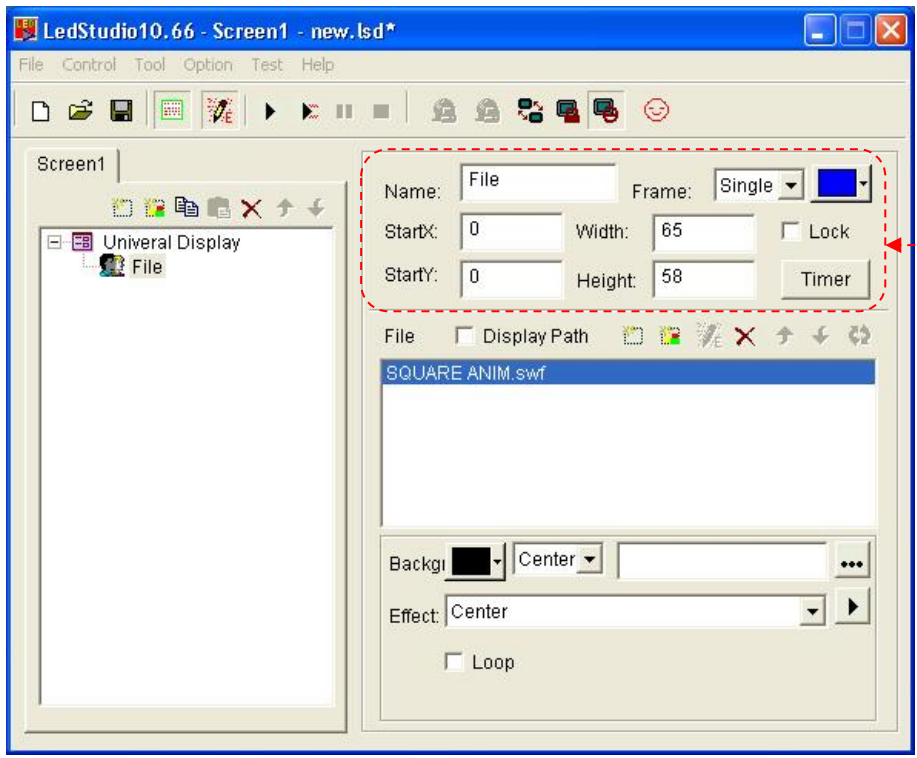 LedStudio10.66 - Screen1 - new.lsd*
File Control Tool Option Test Help
Screen1
Univeral Display
File
Name: File Frame: Single
StartX: 0 Width: 65 Lock
StartY: 0 Height: 58 Timer
File Display Path
SQUARE ANIM.swf
Backgr Center ...
Effect: Center
Loop